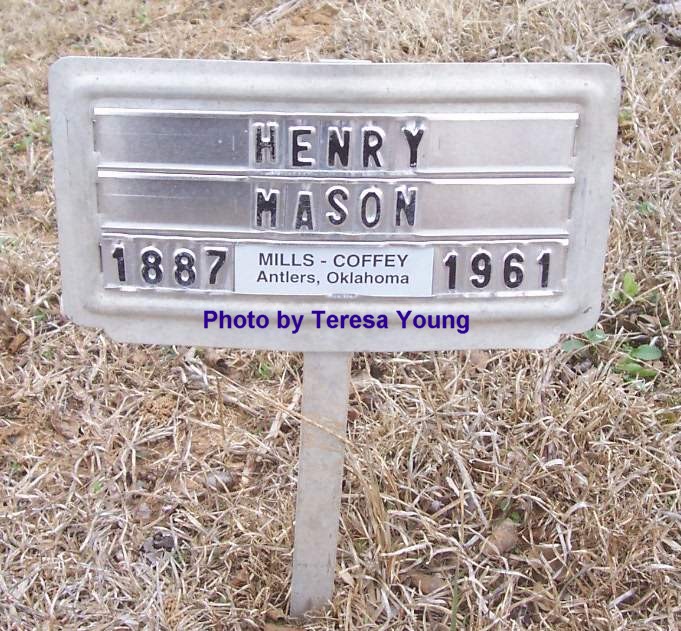 HENRY
MASON
1887 MILLS - COFFEY 1961
Antlers, Oklahoma
Photo by Teresa Young